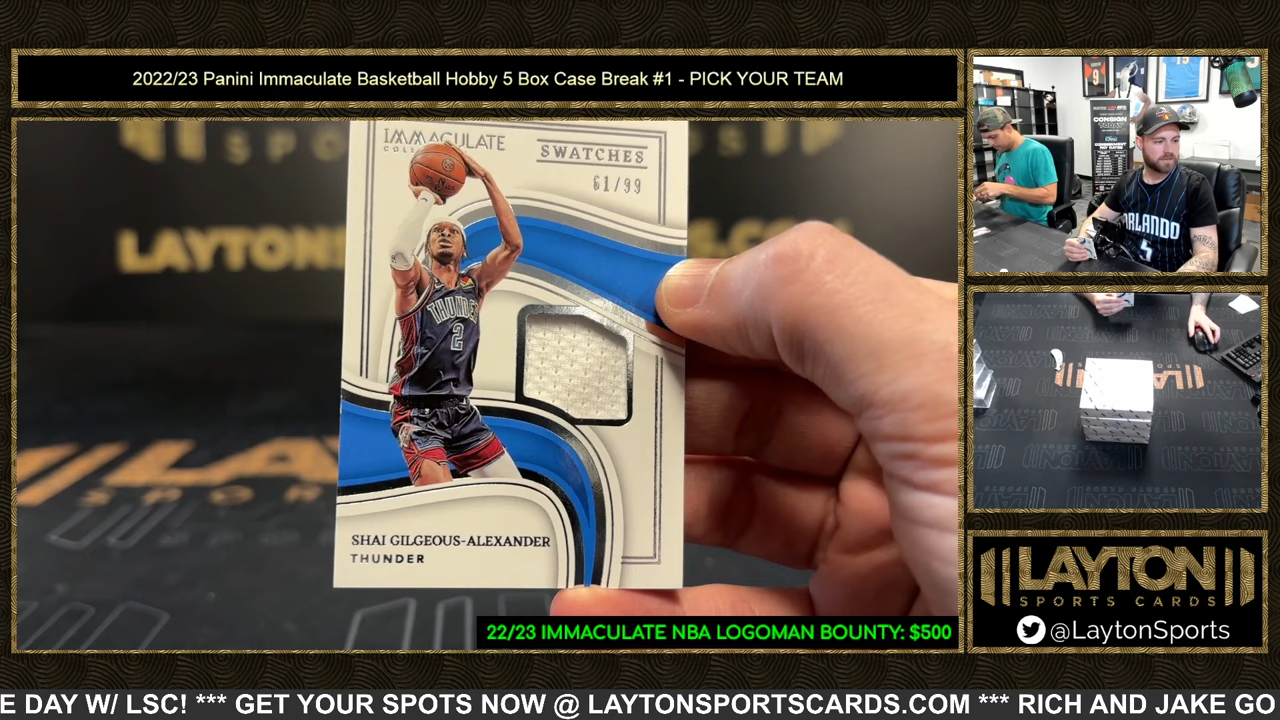 2022/23 Panini Immaculate Basketball Hobby 5 Box Case Break #1 - PICK YOUR TEAM
IMMACULATE
SWATCHES
61/99
THUNDER
2
SHAI GILGEOUS-ALEXANDER
THUNDER
22/23 IMMACULATE NBA LOGOMAN BOUNTY: $500
CONSIGN
TODAY
ORLANDO
5
LAYTON
SPORTS CARDS
@LaytonSports
E DAY W/ LSC! *** GET YOUR SPOTS NOW @ LAYTONSPORTSCARDS.COM *** RICH AND JAKE GO